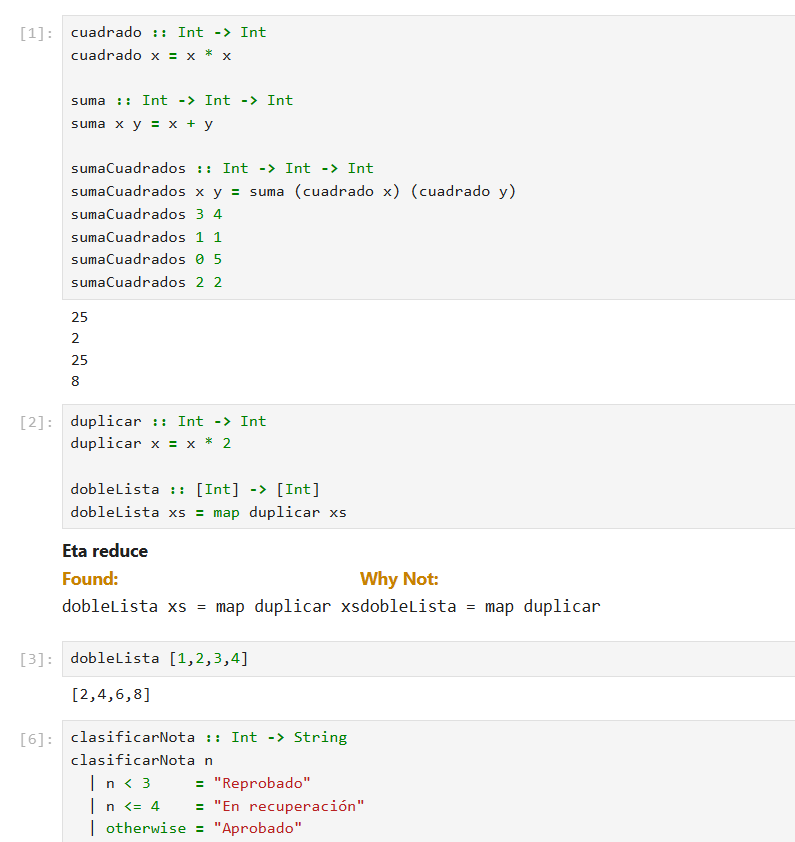 [1]: cuadrado :: Int -> Int
cuadrado x = x * x
suma :: Int -> Int -> Int
suma x y = x + y
sumaCuadrados :: Int -> Int -> Int
sumaCuadrados x y = suma (cuadrado x) (cuadrado y)
sumaCuadrados 3 4
sumaCuadrados 1 1
sumaCuadrados 0 5
sumaCuadrados 2 2
25
2
25
8
[2]: duplicar :: Int -> Int
duplicar x = x * 2
dobleLista :: [Int] -> [Int]
dobleLista xs = map duplicar xs
Eta reduce
Found: Why Not:
dobleLista xs = map duplicar xsdobleLista = map duplicar
[3]: dobleLista [1,2,3,4]
[2,4,6,8]
[6]: clasificarNota :: Int -> String
clasificarNota n
| n < 3 = "Reprobado"
| n <= 4 = "En recuperación"
| otherwise = "Aprobado"